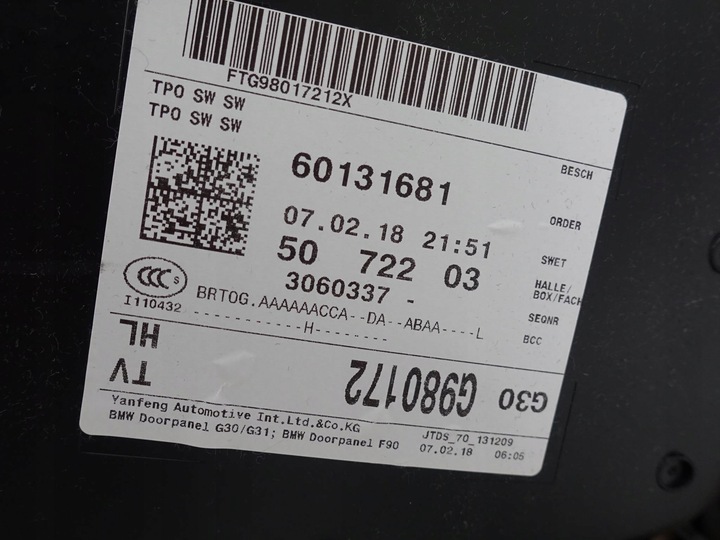 FTG98017212X
TPO SW SW
TPO SW SW
60131681 BESCH
07.02.18 21:51 ORDER
50 722 03 SWET
3060337 - HALLE/
BOX/FACH
CCC S
I110432
BRTOG.AAAAAACCA--DA--ABAA----L SEQNR
-----------H-------- BCC
TV HL
G980172 G30
Yanfeng Automotive Int.Ltd.&Co.KG
BMW Doorpanel G30/G31; BMW Doorpanel F90
JTDS_70_131209
07.02.18 06:05